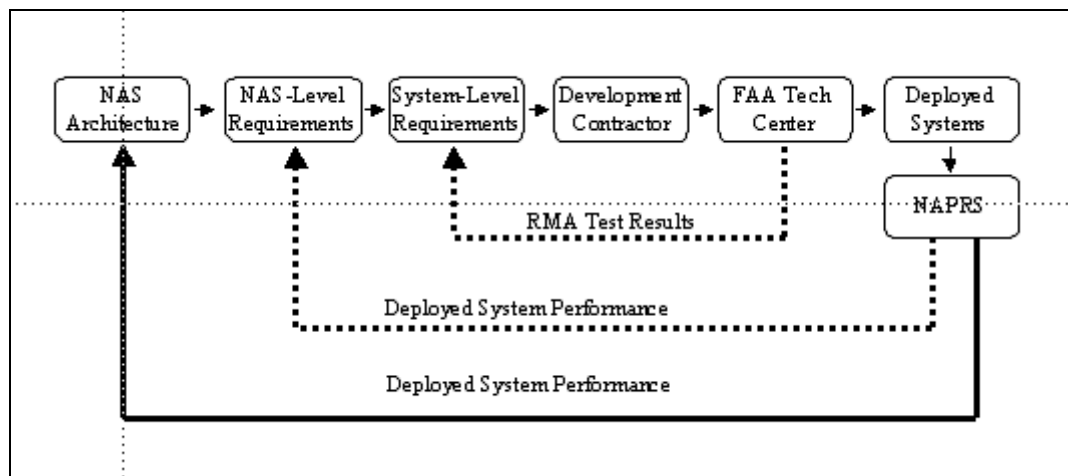 NAS
Architecture
NAS-Level
Requirements
System-Level
Requirements
Development
Contractor
FAA Tech
Center
Deployed
Systems
NAPRS
RMA Test Results
Deployed System Performance
Deployed System Performance